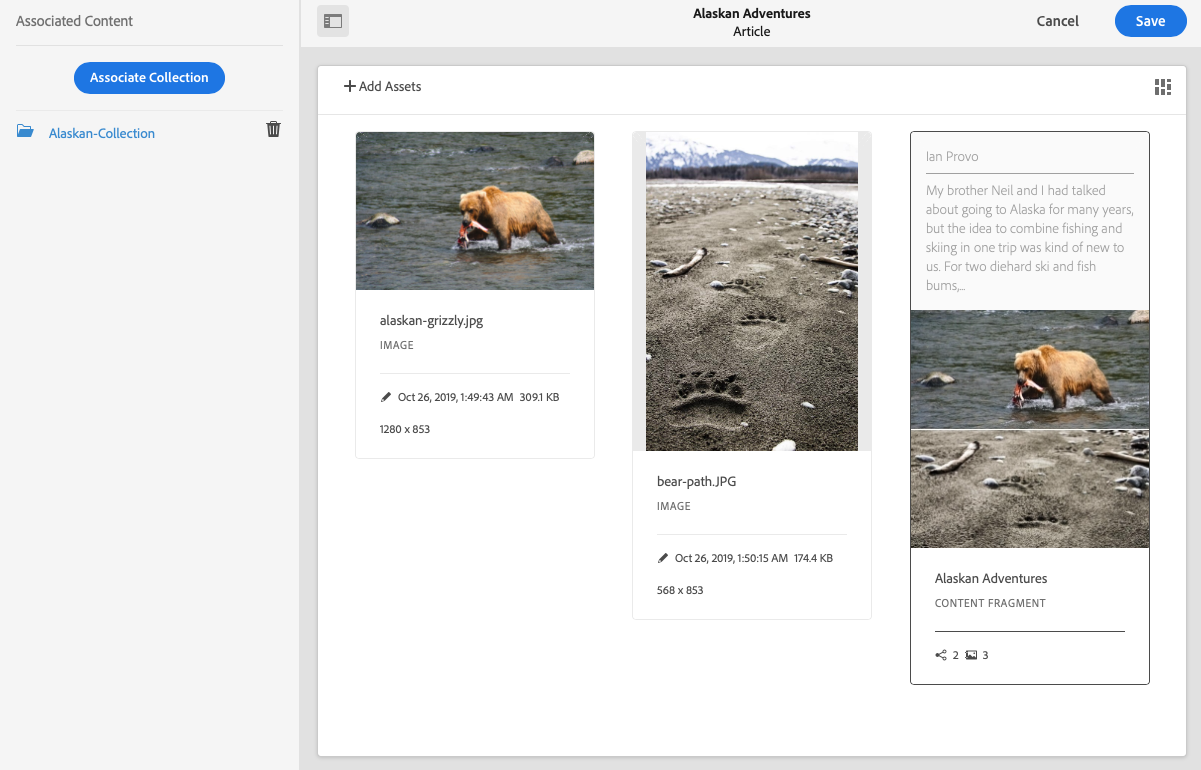 Associated Content
Associate Collection
Alaskan-Collection
Alaskan Adventures
Article
Cancel
Save
Add Assets
alaskan-grizzly.jpg
IMAGE
Oct 26, 2019, 1:49:43 AM 309.1 KB
1280 x 853
bear-path.JPG
IMAGE
Oct 26, 2019, 1:50:15 AM 174.4 KB
568 x 853
Ian Provo
My brother Neil and I had talked
about going to Alaska for many years,
but the idea to combine fishing and
skiing in one trip was kind of new to
us. For two diehard ski and fish
bums,...
Alaskan Adventures
CONTENT FRAGMENT
2 3